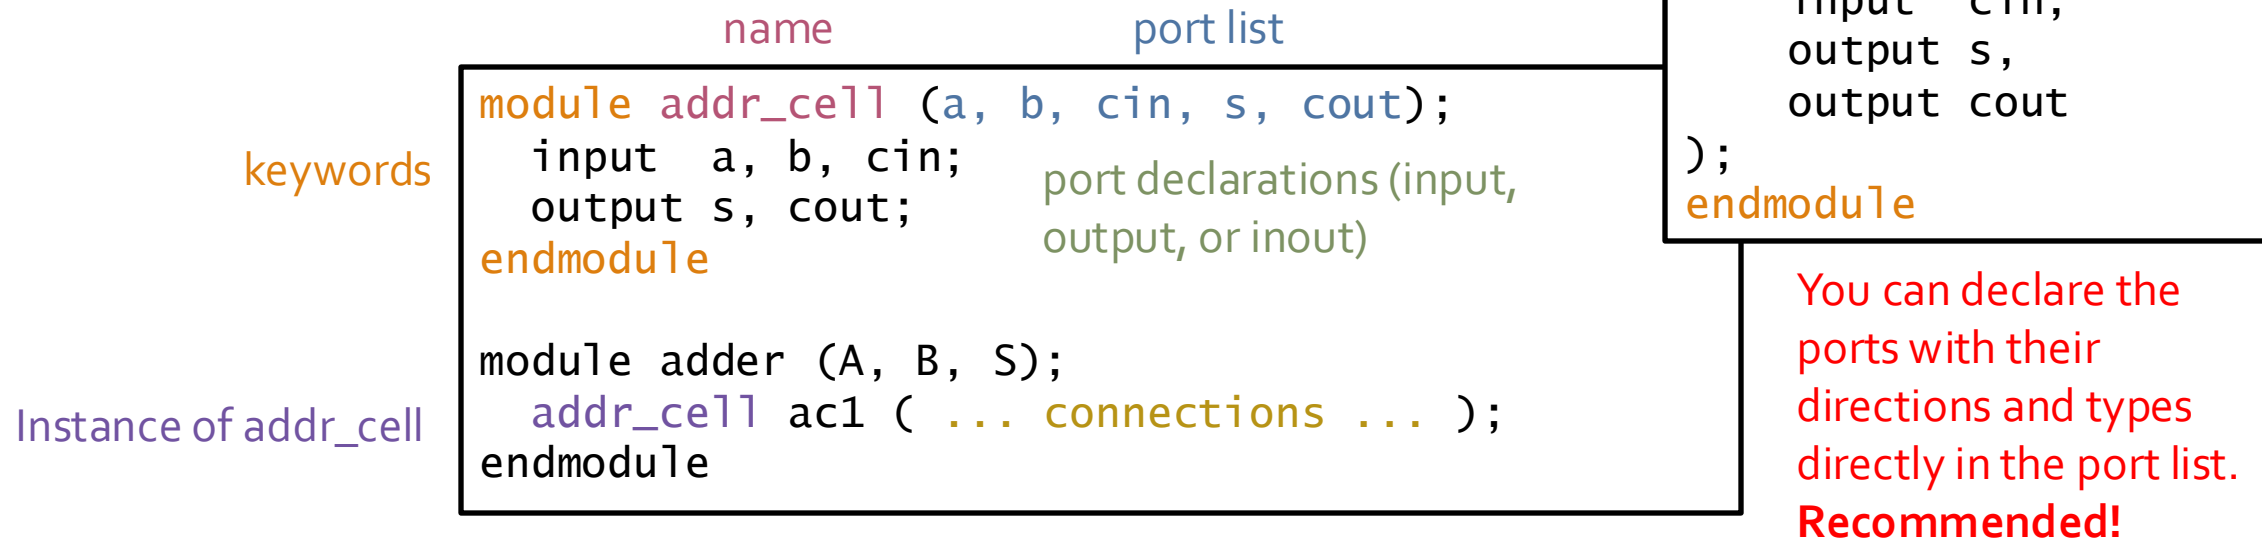 name
port list
keywords
module addr_cell (a, b, cin, s, cout);
input a, b, cin;
output s, cout;
endmodule
port declarations (input,
output, or inout)
module adder (A, B, S);
addr_cell ac1 ( ... connections ... );
endmodule
Instance of addr_cell
input cin,
output s,
output cout
);
endmodule
You can declare the
ports with their
directions and types
directly in the port list.
Recommended!